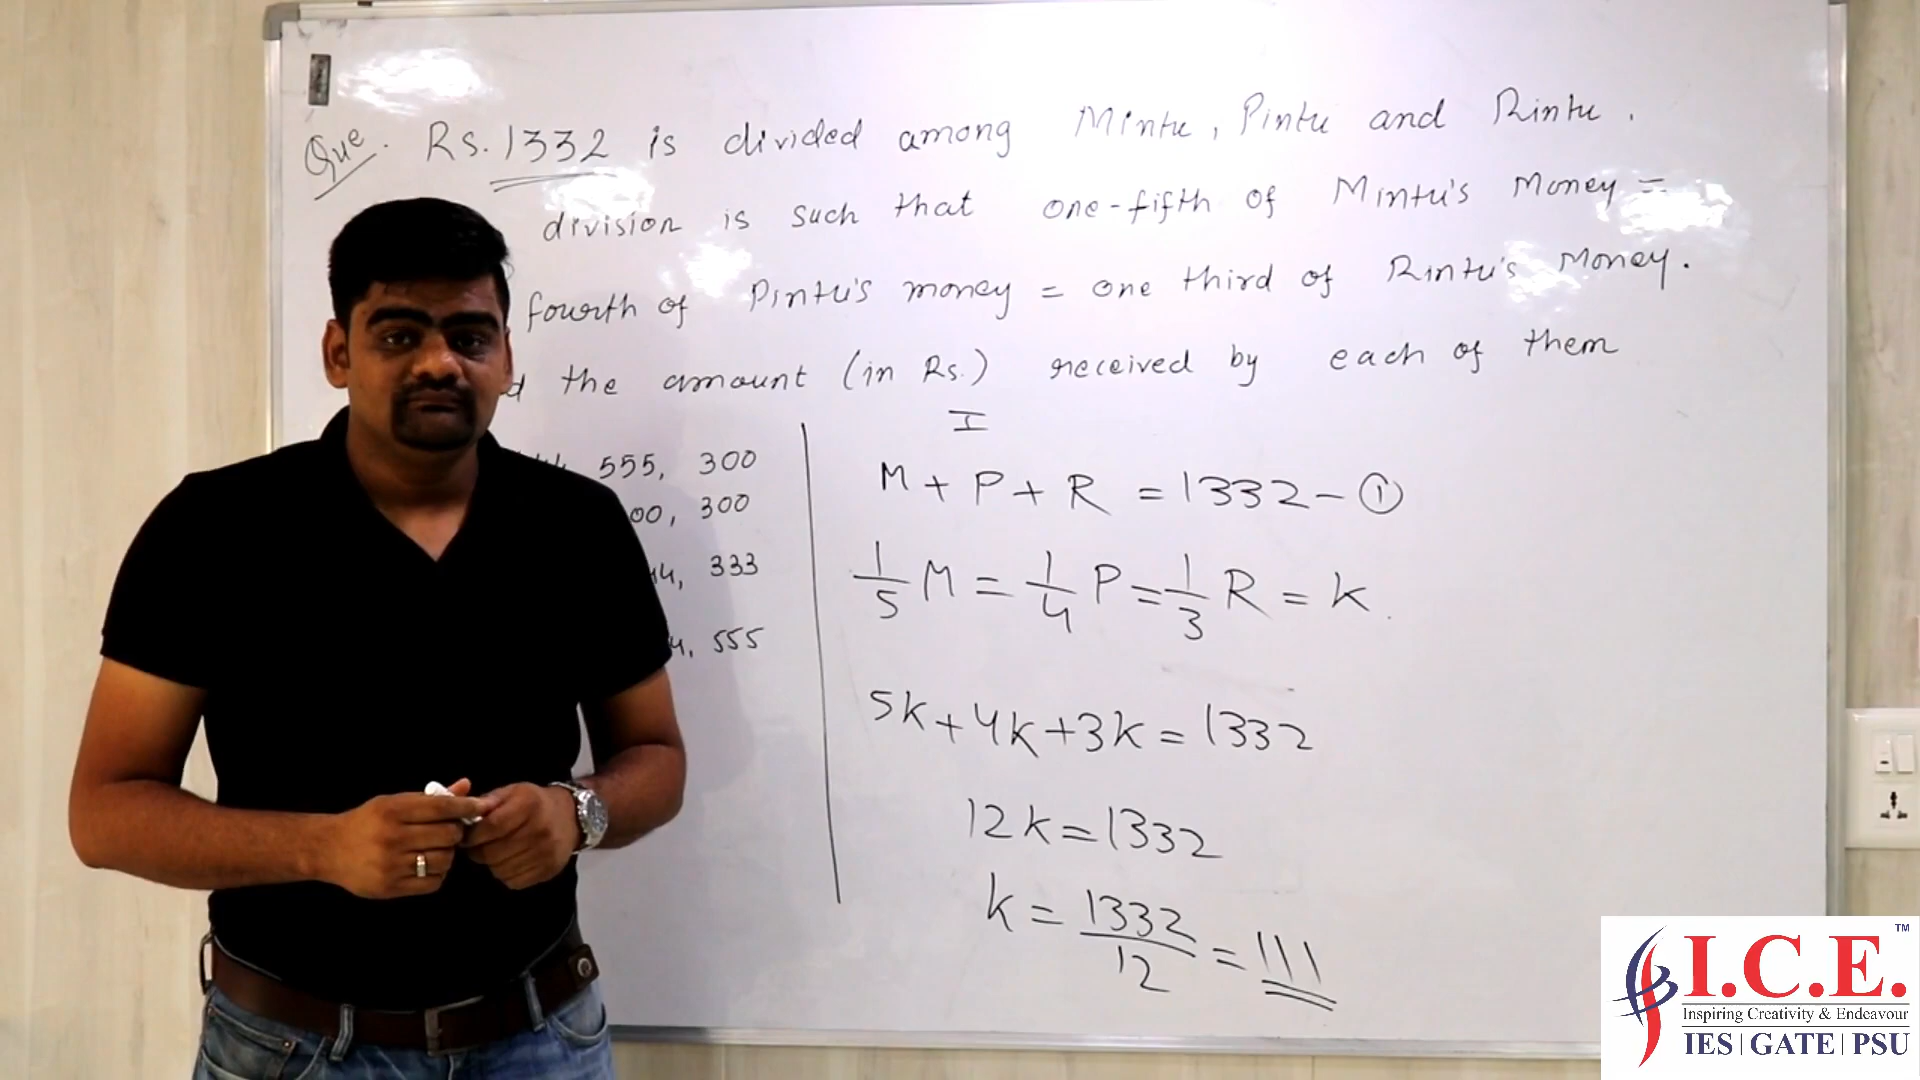 Que. Rs. 1332 is divided among Mintu, Pintu and Rintu.
division is such that one-fifth of Mintu's Money =
fourth of Pintu's money = one third of Rintu's Money.
the amount (in Rs.) received by each of them
I
555, 300
00, 300
333
555
M + P + R = 1332 - ①
1/5 M = 1/4 P = 1/3 R = k
5k + 4k + 3k = 1332
12k = 1332
k = 1332/12 = 111
I.C.E.™
Inspiring Creativity & Endeavour
IES | GATE | PSU